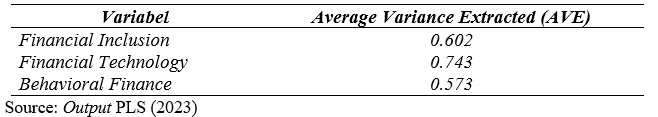 Variabel Average Variance Extracted (AVE)
Financial Inclusion 0.602
Financial Technology 0.743
Behavioral Finance 0.573
Source: Output PLS (2023)